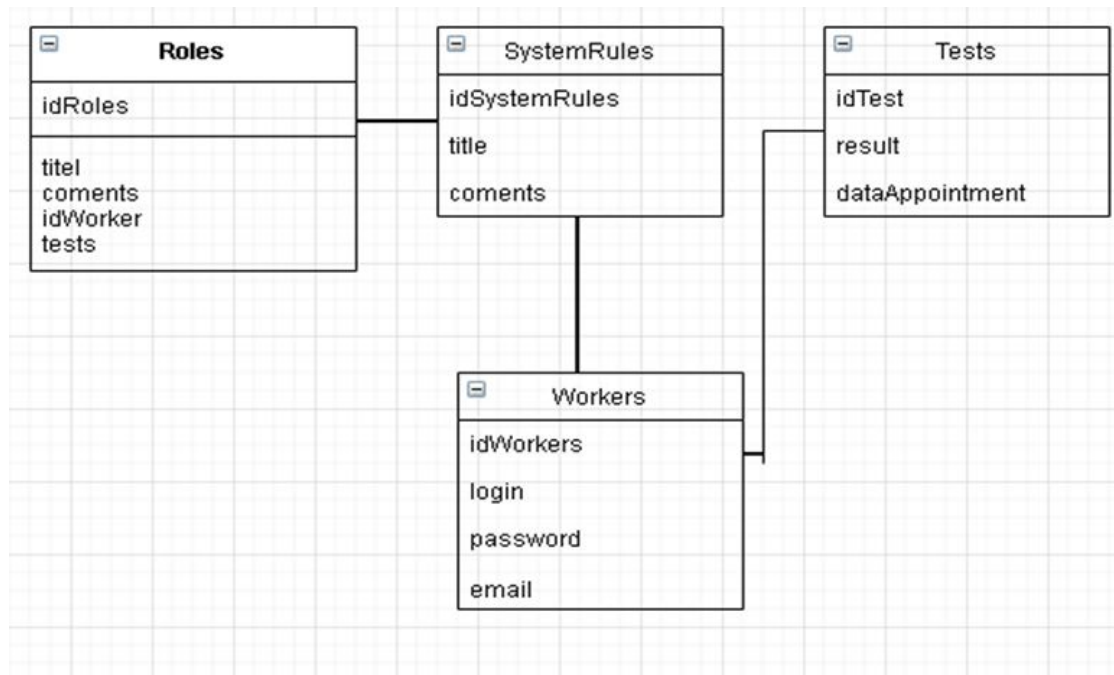 Roles
idRoles
titel
coments
idWorker
tests
SystemRules
idSystemRules
title
coments
Tests
idTest
result
dataAppointment
Workers
idWorkers
login
password
email